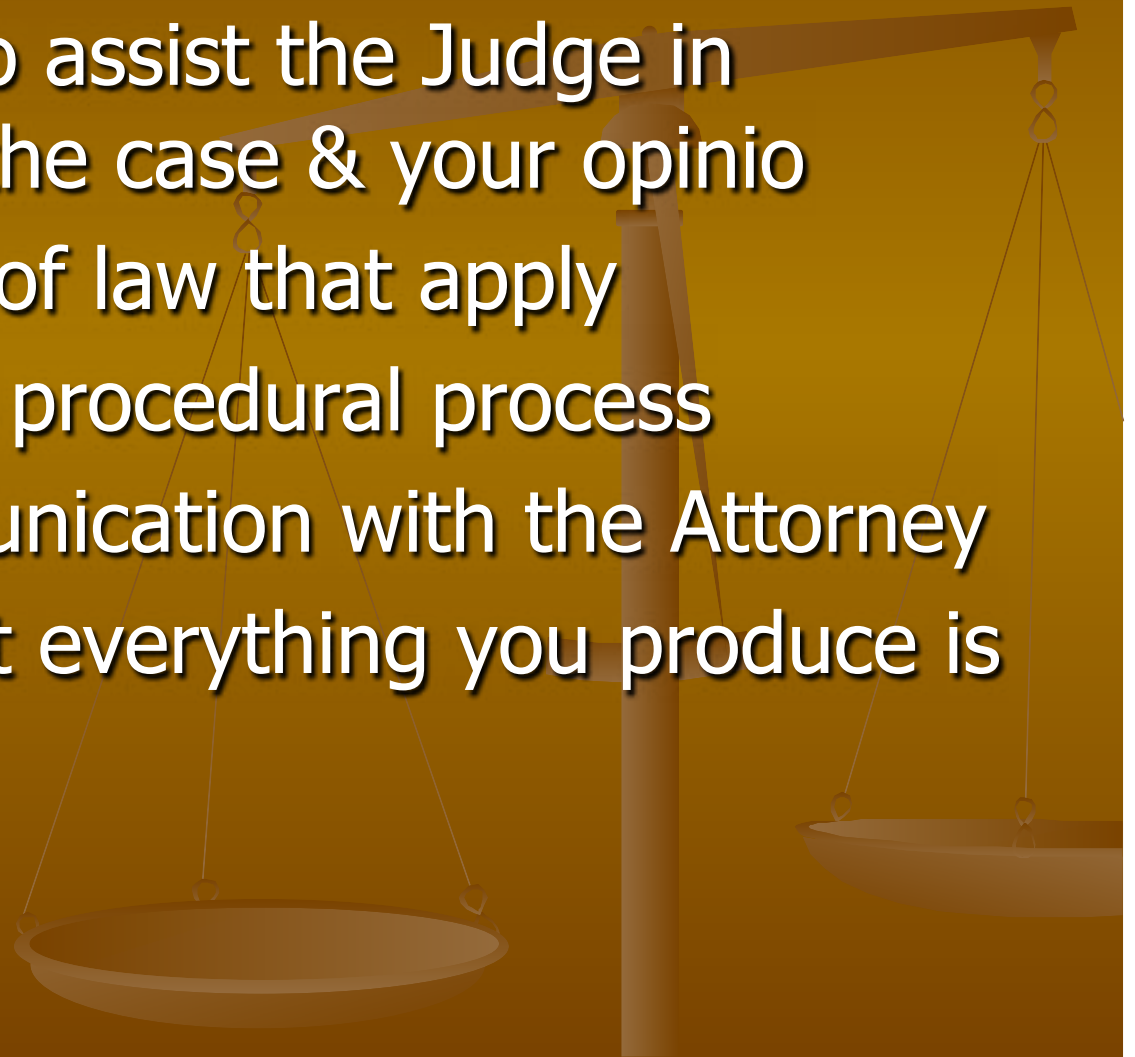 o assist the Judge in
he case & your opinio
of law that apply
procedural process
unication with the Attorney
t everything you produce is